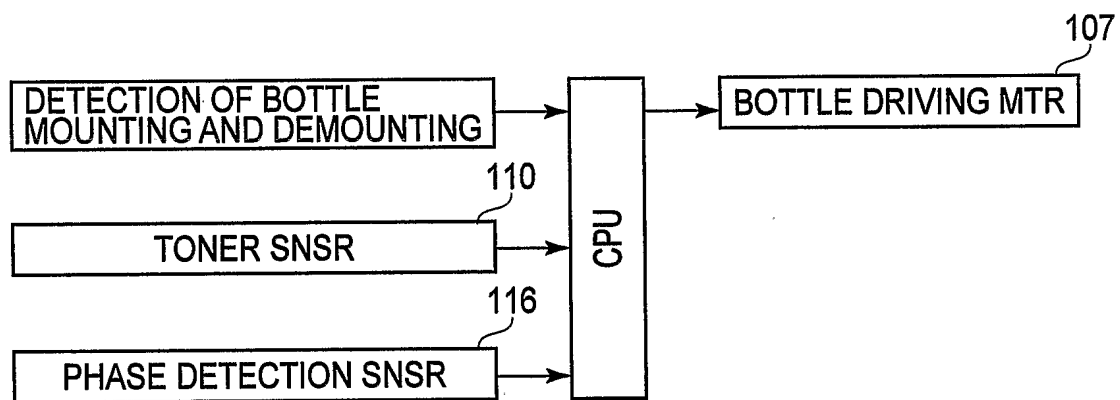 107
DETECTION OF BOTTLE
MOUNTING AND DEMOUNTING
BOTTLE DRIVING MTR
110
TONER SNSR
CPU
116
PHASE DETECTION SNSR